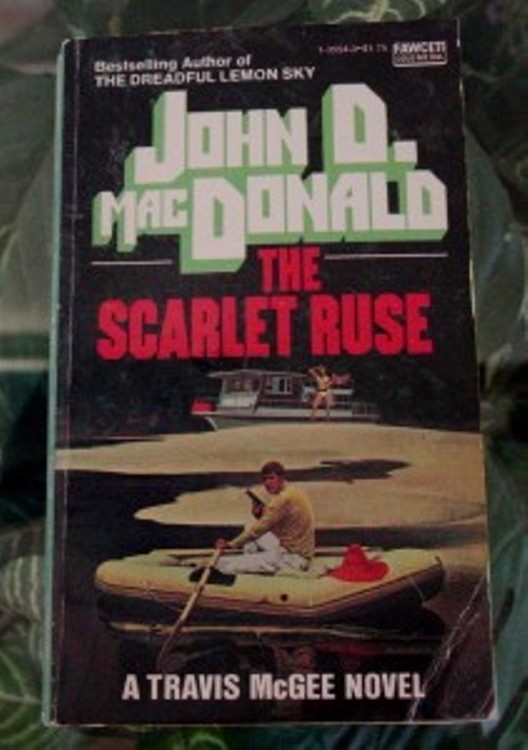 Bestselling Author of
THE DREADFUL LEMON SKY
FAWCETT
JOHN D.
MACDONALD
THE
SCARLET RUSE
A TRAVIS McGEE NOVEL